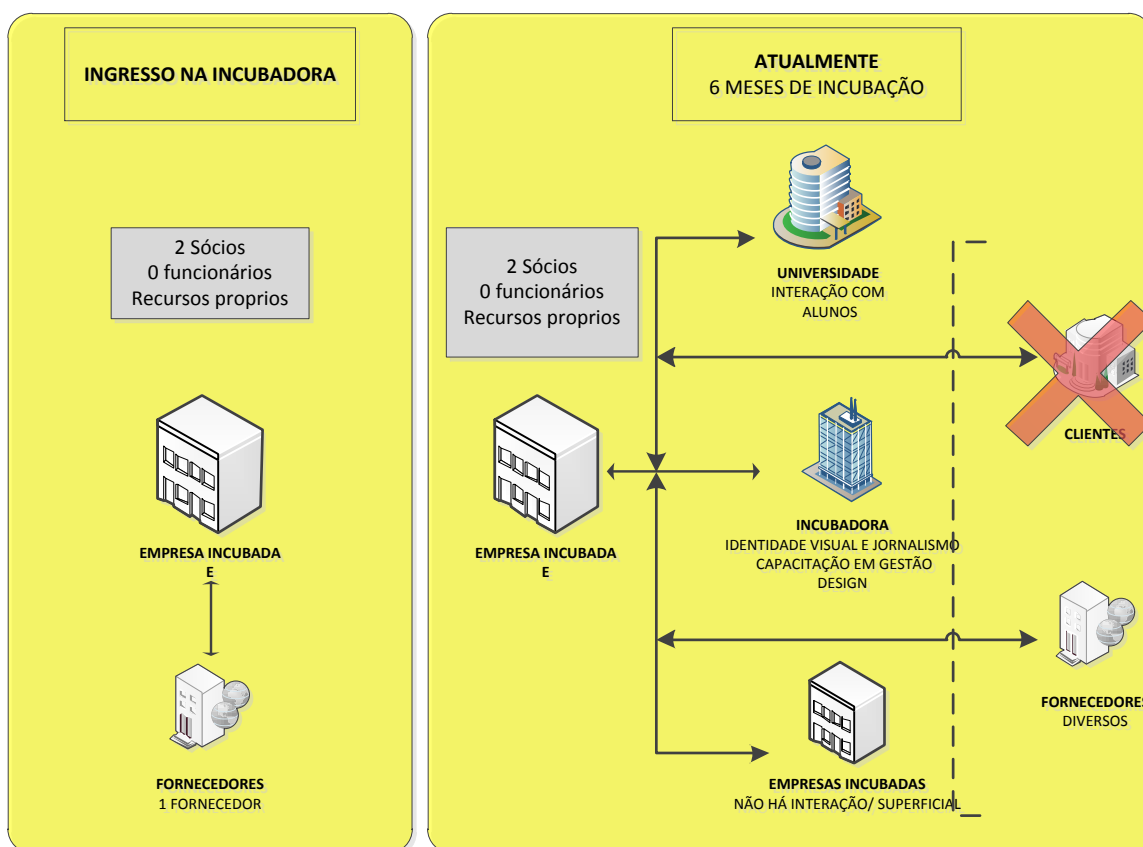 INGRESSO NA INCUBADORA
2 Sócios
0 funcionários
Recursos proprios
EMPRESA INCUBADA
E
FORNECEDORES
1 FORNECEDOR
ATUALMENTE
6 MESES DE INCUBAÇÃO
2 Sócios
0 funcionários
Recursos proprios
UNIVERSIDADE
INTERAÇÃO COM
ALUNOS
CLIENTES
EMPRESA INCUBADA
E
INCUBADORA
IDENTIDADE VISUAL E JORNALISMO
CAPACITAÇÃO EM GESTÃO
DESIGN
FORNECEDORES
DIVERSOS
EMPRESAS INCUBADAS
NÃO HÁ INTERAÇÃO/ SUPERFICIAL